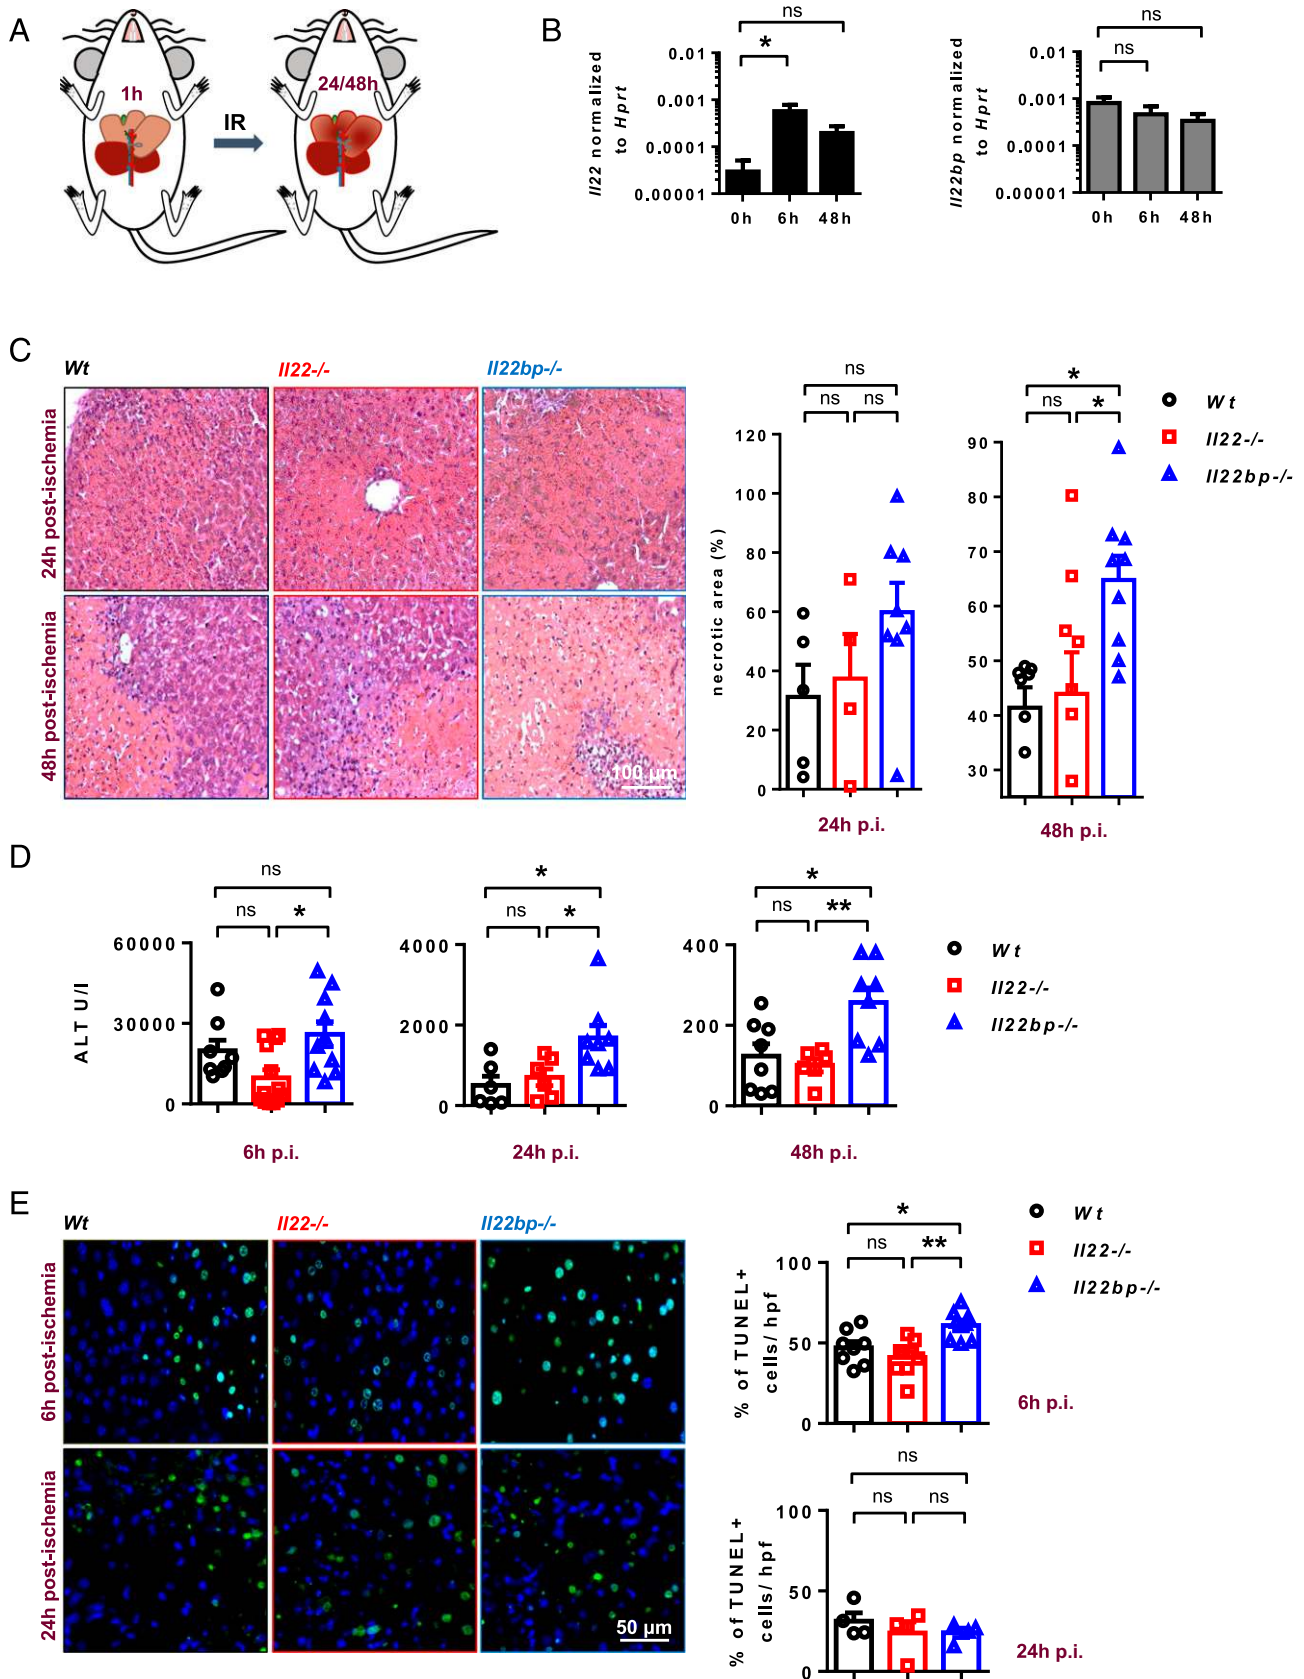 A
1h
IR
24/48h
B
Il22 normalized
to Hprt
ns
*
0.01
0.001
0.0001
0.00001
0h 6h 48h
Il22bp normalized
to Hprt
ns
ns
0.01
0.001
0.0001
0.00001
0h 6h 48h
C
Wt Il22-/- Il22bp-/-
24h post-ischemia
48h post-ischemia
100 µm
necrotic area (%)
ns
ns ns
120
100
80
60
40
20
0
24h p.i.
*
ns *
90
80
70
60
50
40
30
48h p.i.
Wt
Il22-/-
Il22bp-/-
D
ALT U/l
ns
ns *
60000
30000
0
6h p.i.
*
ns *
4000
2000
0
24h p.i.
*
ns **
400
200
0
48h p.i.
Wt
Il22-/-
Il22bp-/-
E
Wt Il22-/- Il22bp-/-
6h post-ischemia
24h post-ischemia
50 µm
% of TUNEL+
cells/hpf
*
ns **
100
50
0
6h p.i.
Wt
Il22-/-
Il22bp-/-
% of TUNEL+
cells/hpf
ns
ns ns
100
50
0
24h p.i.